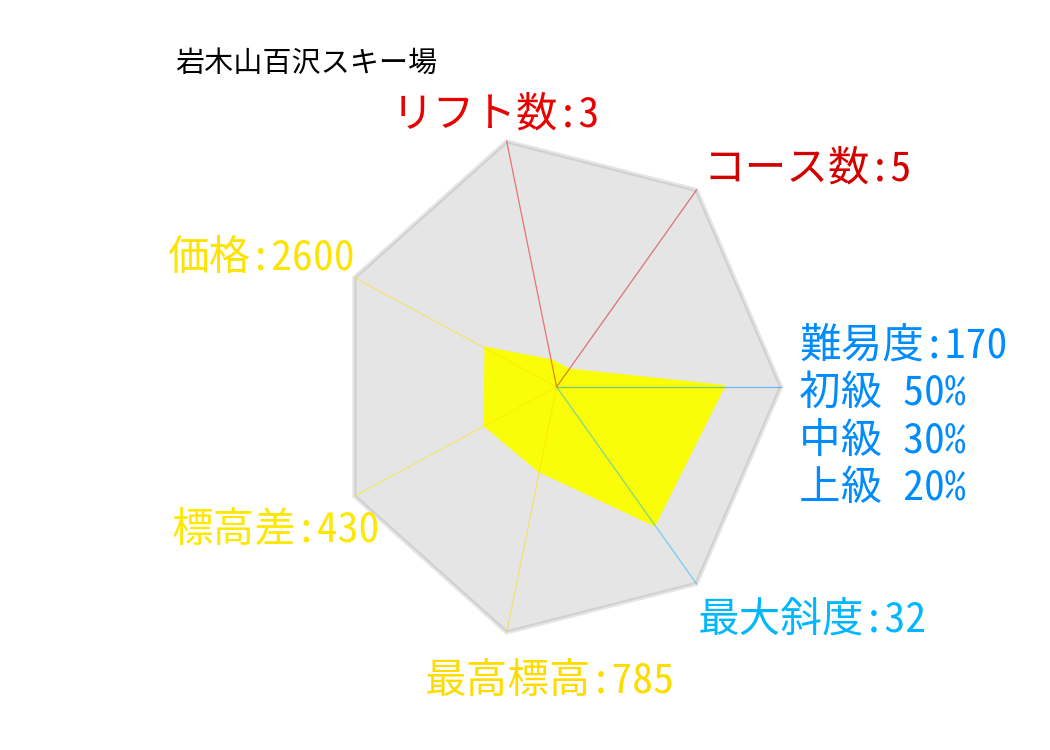 岩木山百沢スキー場
リフト数:3
コース数:5
価格:2600
難易度:170
初級 50%
中級 30%
上級 20%
標高差:430
最大斜度:32
最高標高:785